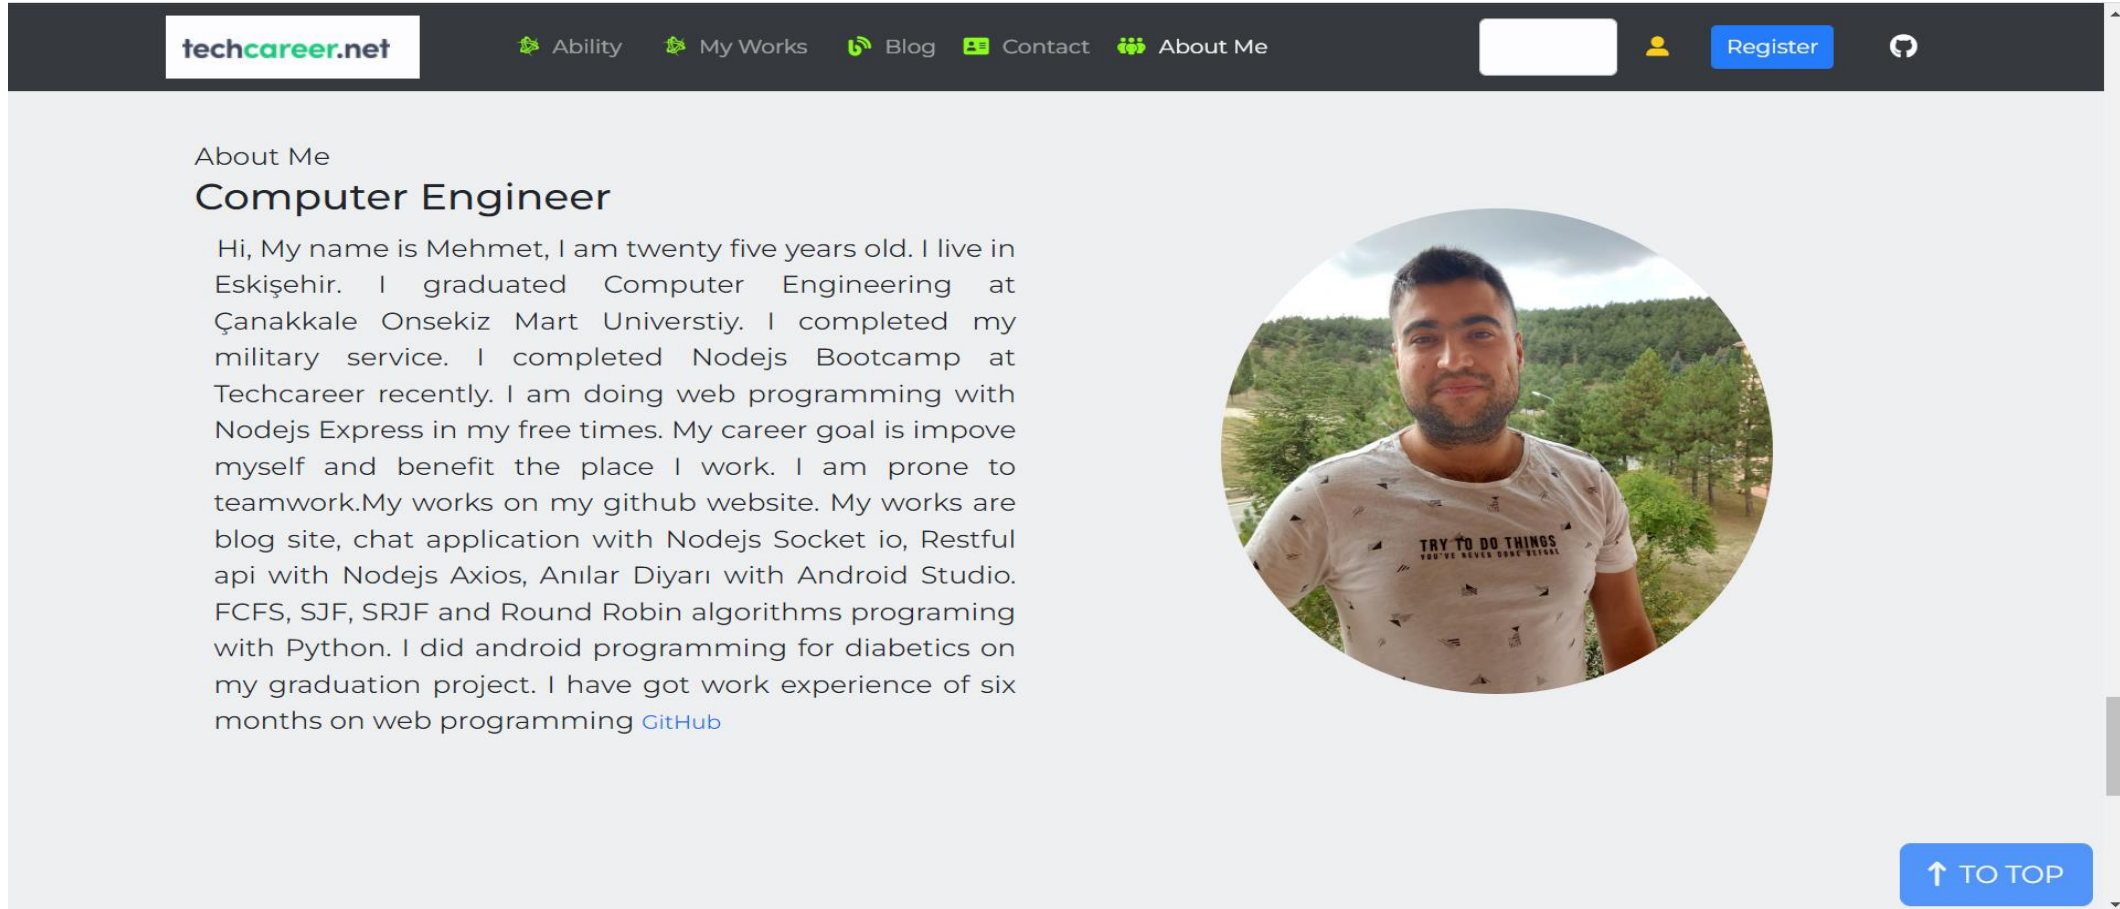 techcareer.net
Ability
My Works
Blog
Contact
About Me
Register
About Me
Computer Engineer
Hi, My name is Mehmet, I am twenty five years old. I live in
Eskişehir. I graduated Computer Engineering at
Çanakkale Onsekiz Mart Universtiy. I completed my
military service. I completed Nodejs Bootcamp at
Techcareer recently. I am doing web programming with
Nodejs Express in my free times. My career goal is impove
myself and benefit the place I work. I am prone to
teamwork.My works on my github website. My works are
blog site, chat application with Nodejs Socket io, Restful
api with Nodejs Axios, Anılar Diyarı with Android Studio.
FCFS, SJF, SRJF and Round Robin algorithms programing
with Python. I did android programming for diabetics on
my graduation project. I have got work experience of six
months on web programming GitHub
TRY TO DO THINGS
YOU'VE NEVER DONE BEFORE
TO TOP